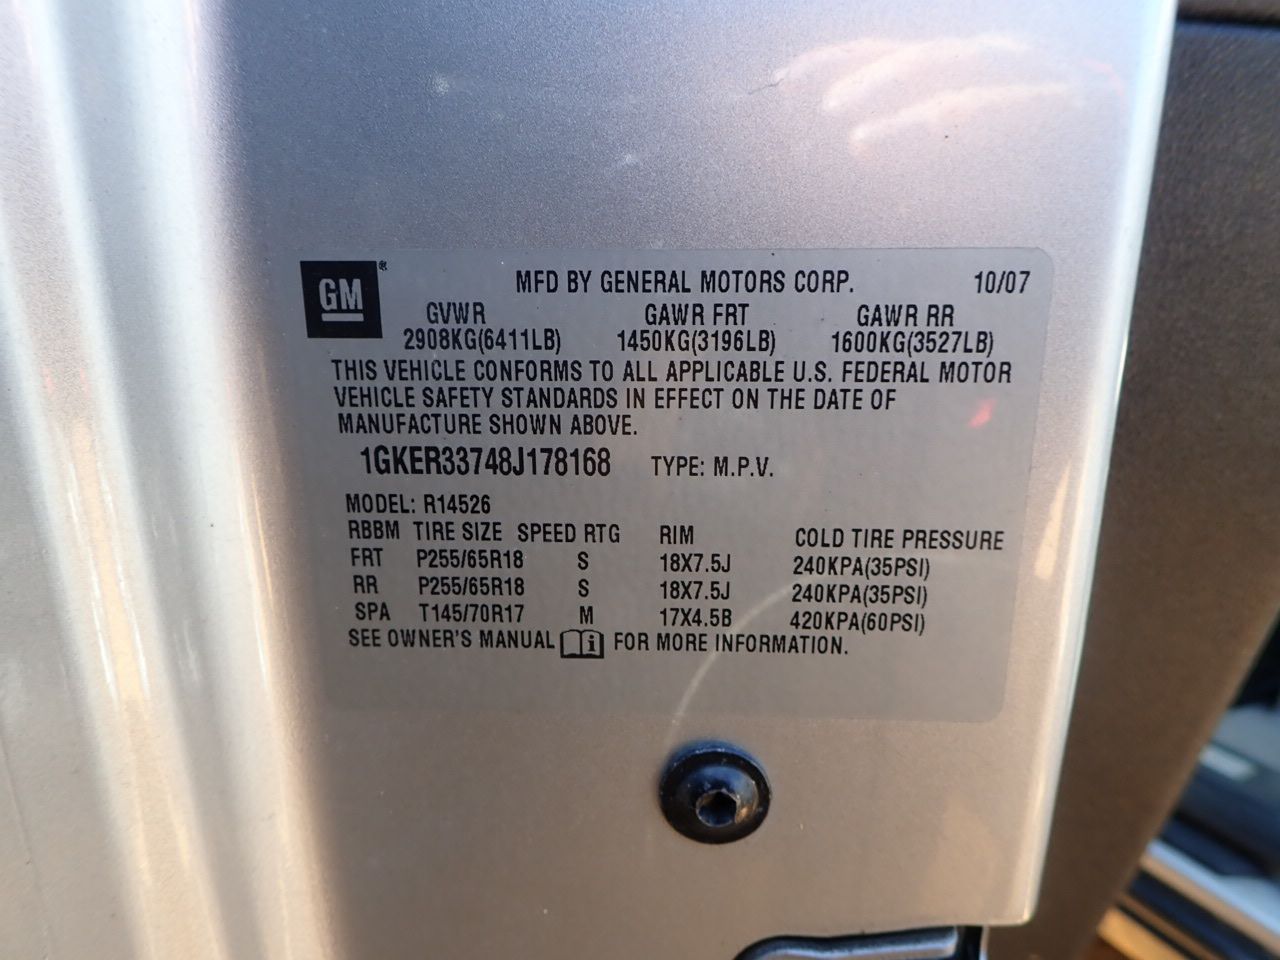 GM ®
MFD BY GENERAL MOTORS CORP. 10/07
GVWR GAWR FRT GAWR RR
2908KG(6411LB) 1450KG(3196LB) 1600KG(3527LB)
THIS VEHICLE CONFORMS TO ALL APPLICABLE U.S. FEDERAL MOTOR
VEHICLE SAFETY STANDARDS IN EFFECT ON THE DATE OF
MANUFACTURE SHOWN ABOVE.
1GKER33748J178168 TYPE: M.P.V.
MODEL: R14526
RBBM TIRE SIZE SPEED RTG RIM COLD TIRE PRESSURE
FRT P255/65R18 S 18X7.5J 240KPA(35PSI)
RR P255/65R18 S 18X7.5J 240KPA(35PSI)
SPA T145/70R17 M 17X4.5B 420KPA(60PSI)
SEE OWNER'S MANUAL i FOR MORE INFORMATION.